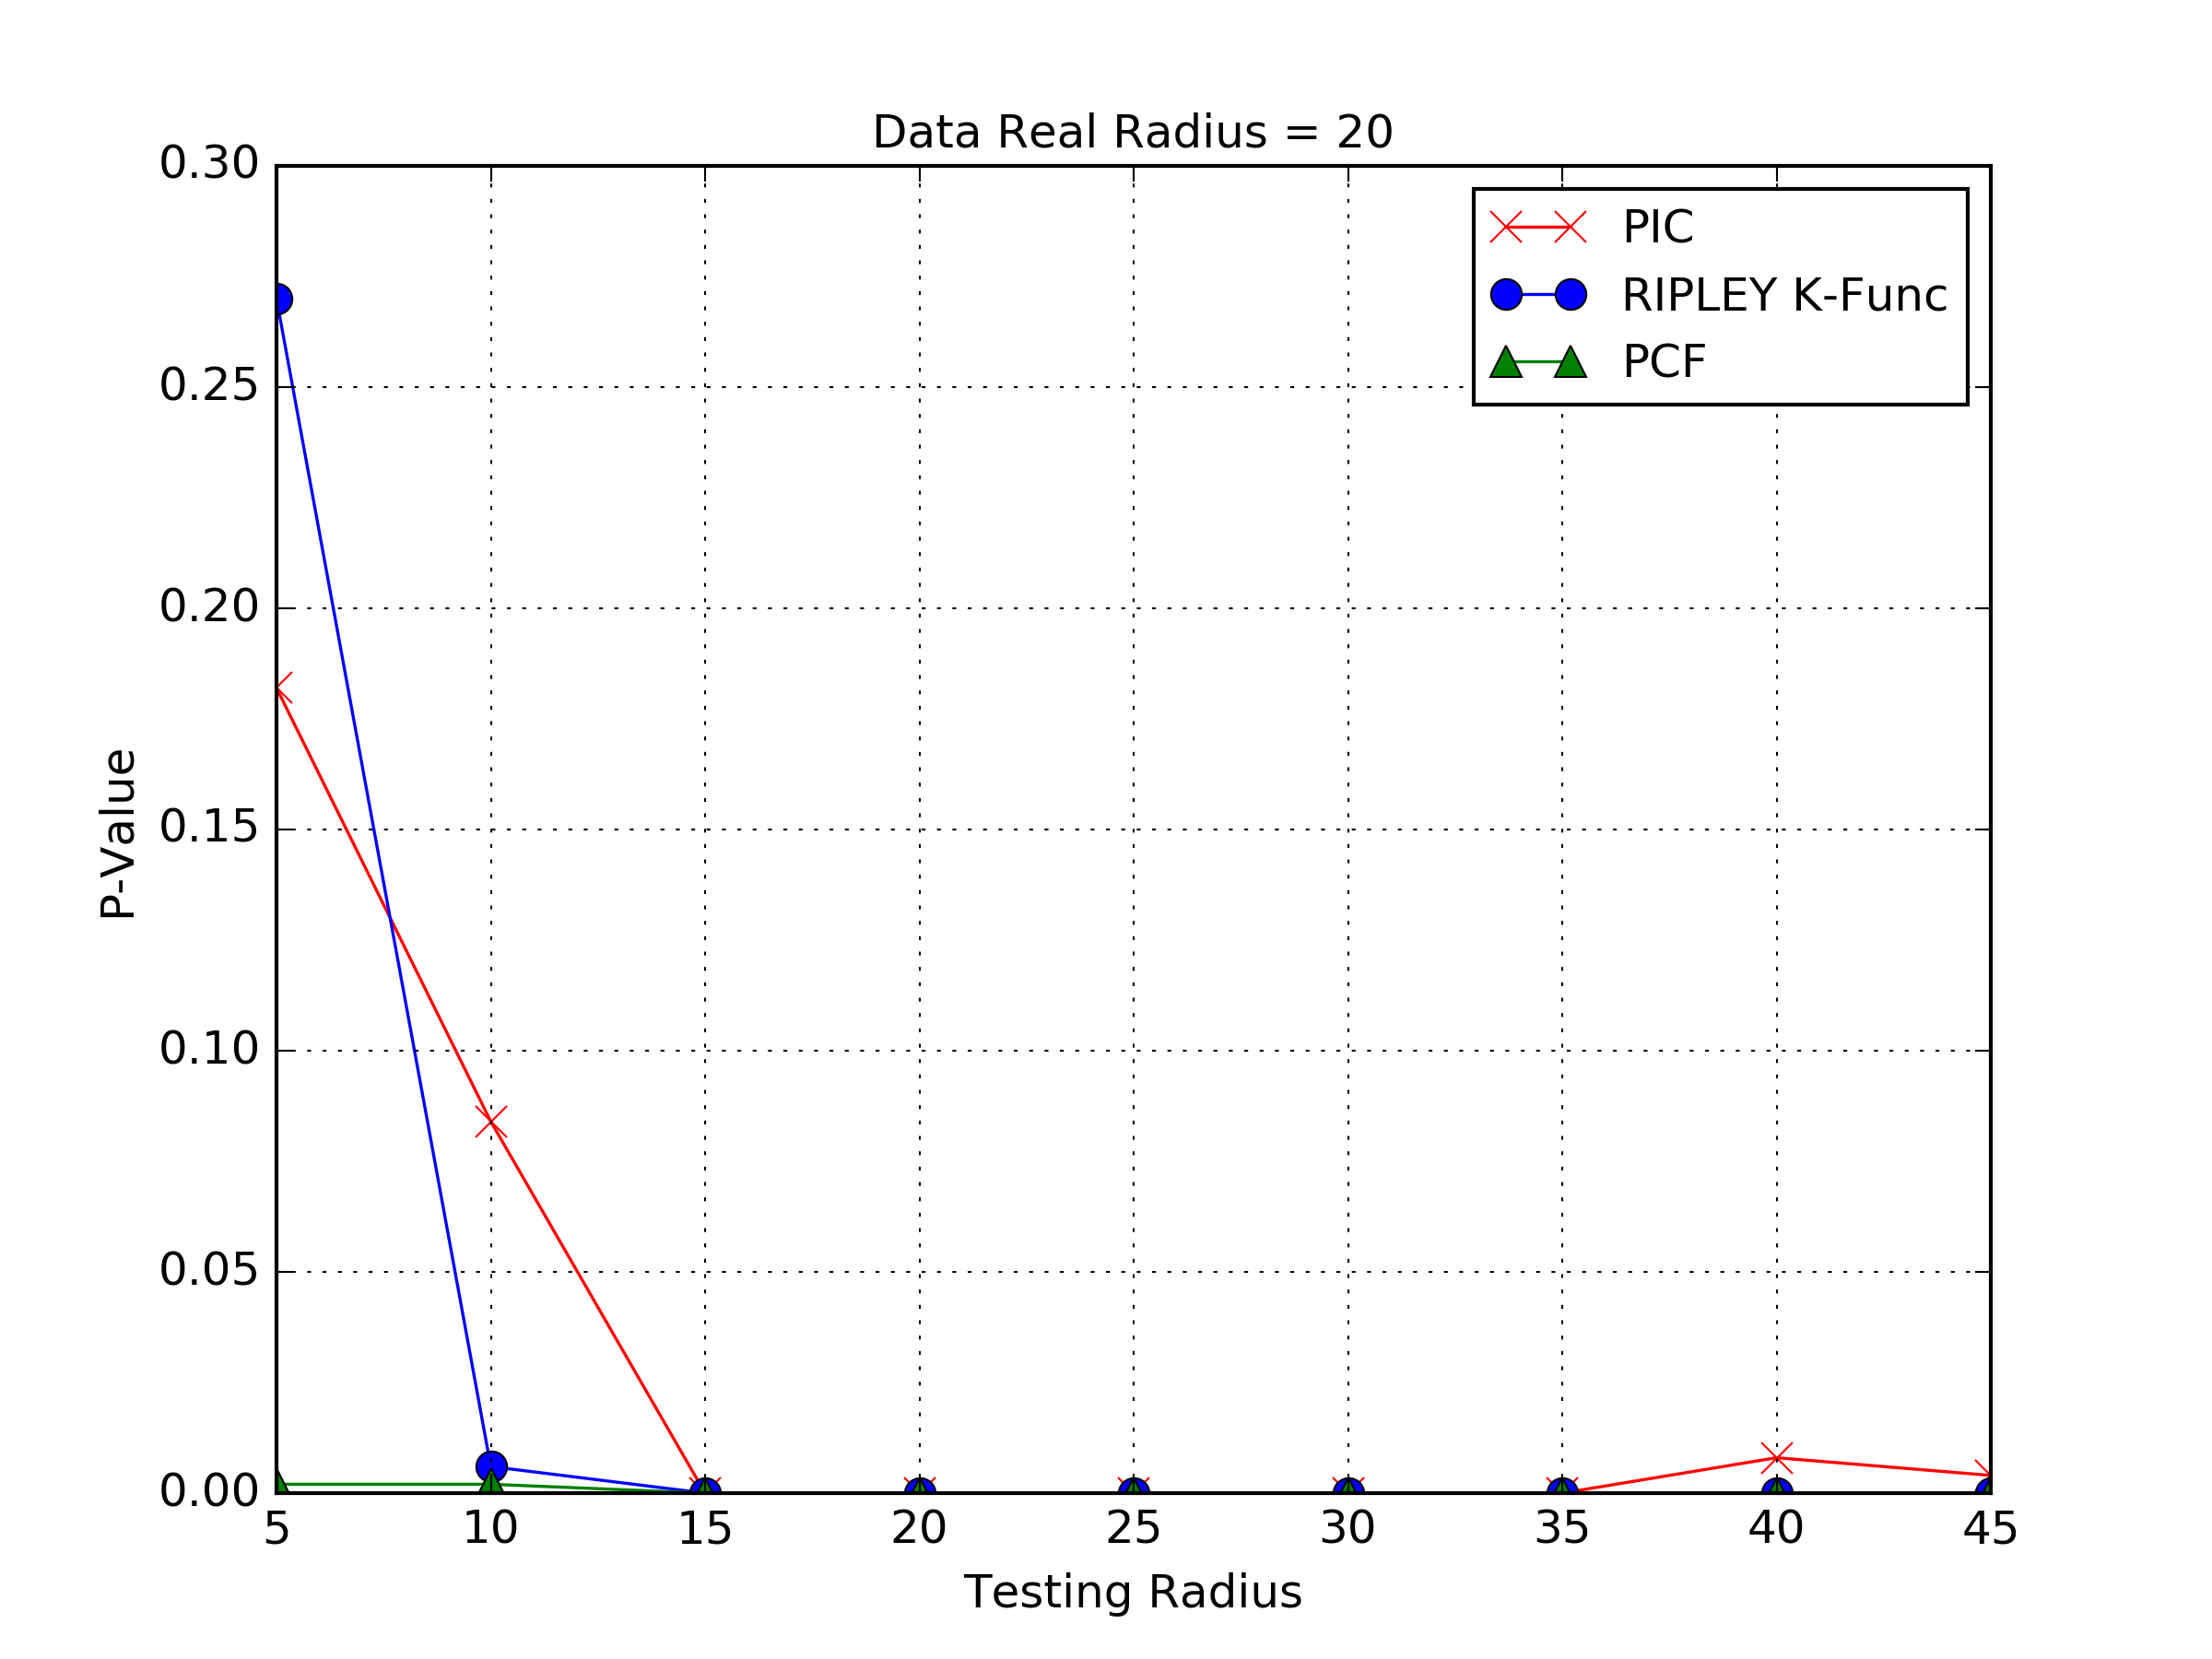 Data Real Radius = 20
0.30
0.25
0.20
0.15
0.10
0.05
0.00
P-Value
PIC
RIPLEY K-Func
PCF
5 10 15 20 25 30 35 40 45
Testing Radius